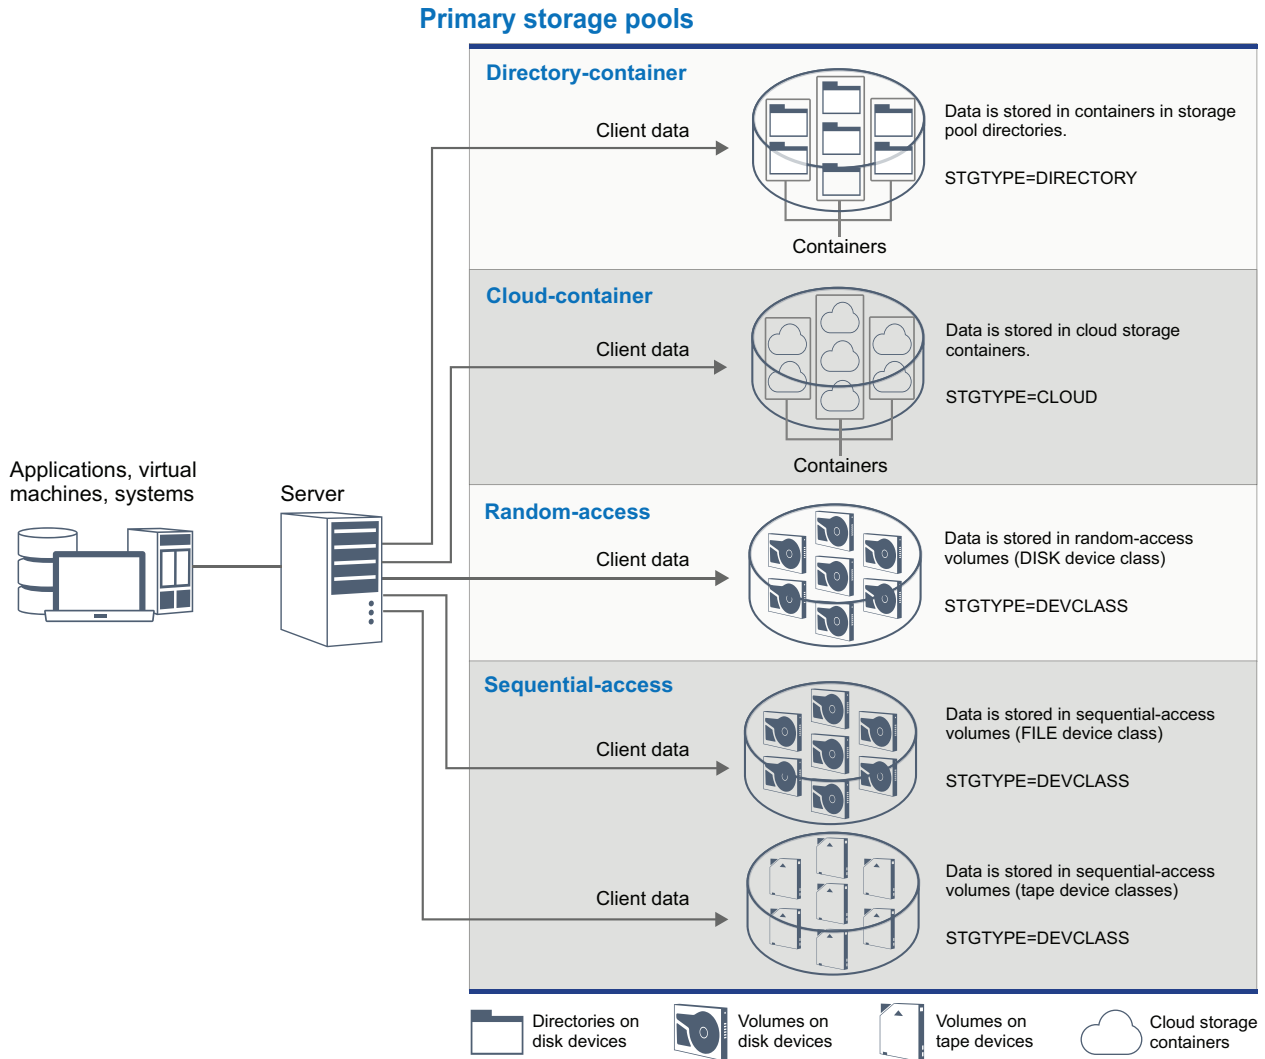 Primary storage pools
Directory-container
Client data
Data is stored in containers in storage
pool directories.
STGTYPE=DIRECTORY
Containers
Cloud-container
Client data
Data is stored in cloud storage
containers.
STGTYPE=CLOUD
Containers
Applications, virtual
machines, systems
Server
Random-access
Client data
Data is stored in random-access
volumes (DISK device class)
STGTYPE=DEVCLASS
Sequential-access
Client data
Data is stored in sequential-access
volumes (FILE device class)
STGTYPE=DEVCLASS
Client data
Data is stored in sequential-access
volumes (tape device classes)
STGTYPE=DEVCLASS
Directories on
disk devices
Volumes on
disk devices
Volumes on
tape devices
Cloud storage
containers